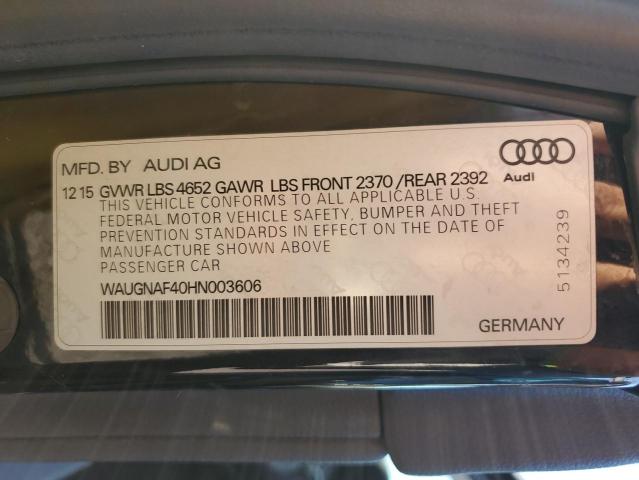 MFD. BY AUDI AG
Audi
12 15 GVWR LBS 4652 GAWR LBS FRONT 2370 /REAR 2392
THIS VEHICLE CONFORMS TO ALL APPLICABLE U.S.
FEDERAL MOTOR VEHICLE SAFETY, BUMPER AND THEFT
PREVENTION STANDARDS IN EFFECT ON THE DATE OF
MANUFACTURE SHOWN ABOVE
PASSENGER CAR
WAUGNAF40HN003606
5134239
GERMANY